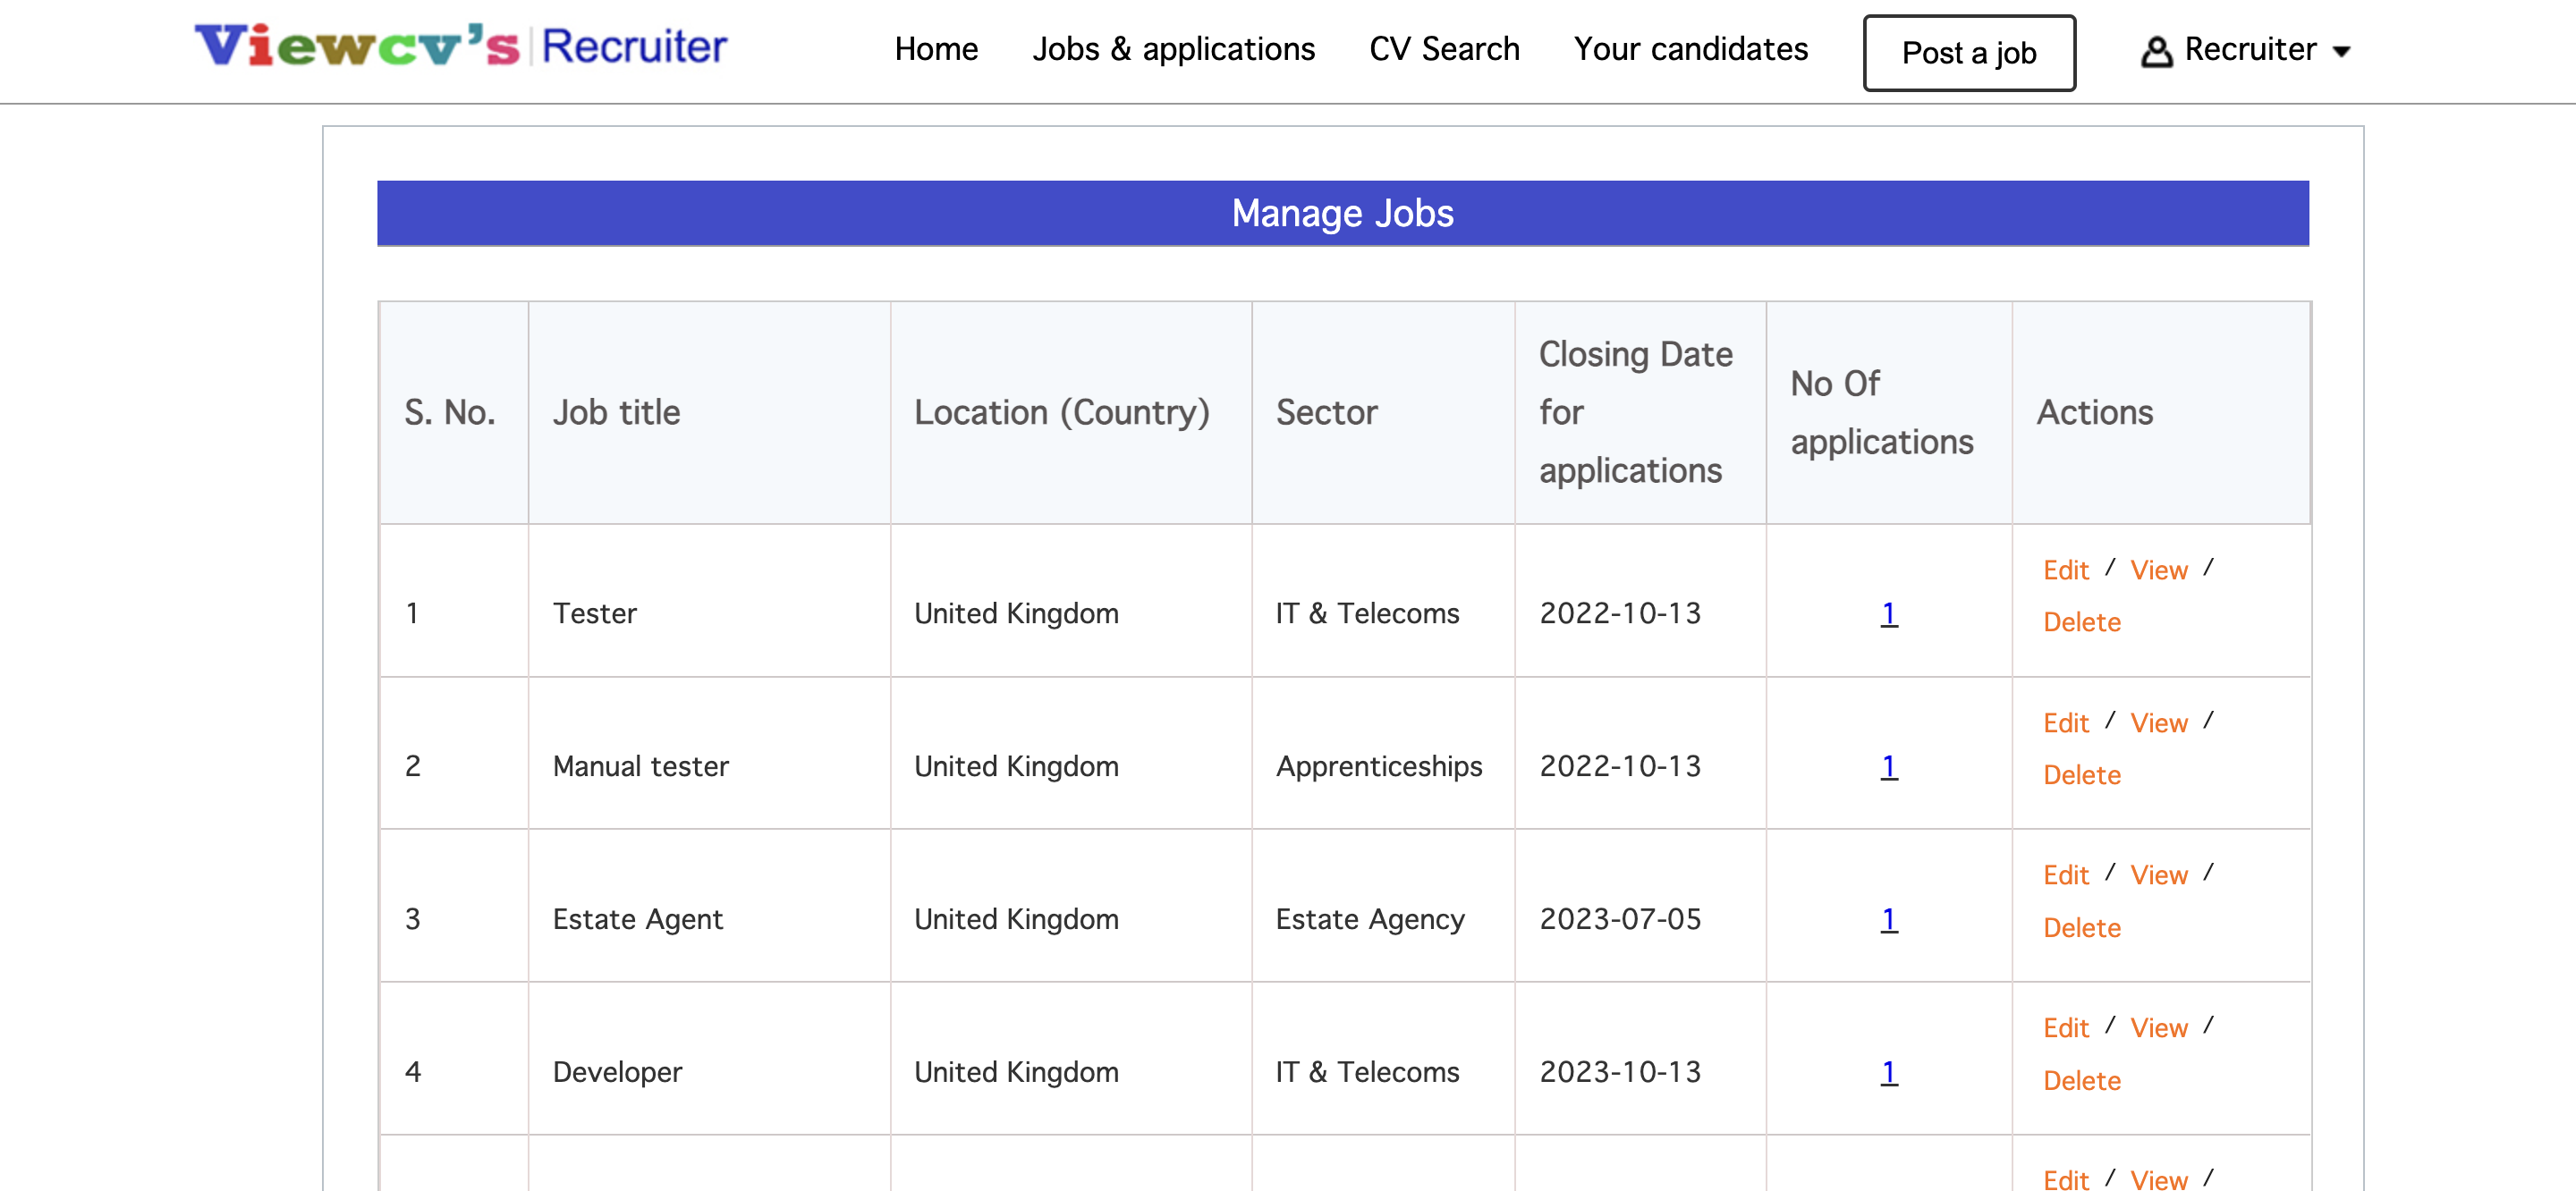 Viewcv's Recruiter
Home Jobs & applications CV Search Your candidates Post a job Recruiter
Manage Jobs
S. No. Job title Location (Country) Sector Closing Date for applications No Of applications Actions
1 Tester United Kingdom IT & Telecoms 2022-10-13 1 Edit / View / Delete
2 Manual tester United Kingdom Apprenticeships 2022-10-13 1 Edit / View / Delete
3 Estate Agent United Kingdom Estate Agency 2023-07-05 1 Edit / View / Delete
4 Developer United Kingdom IT & Telecoms 2023-10-13 1 Edit / View / Delete
Edit / View /